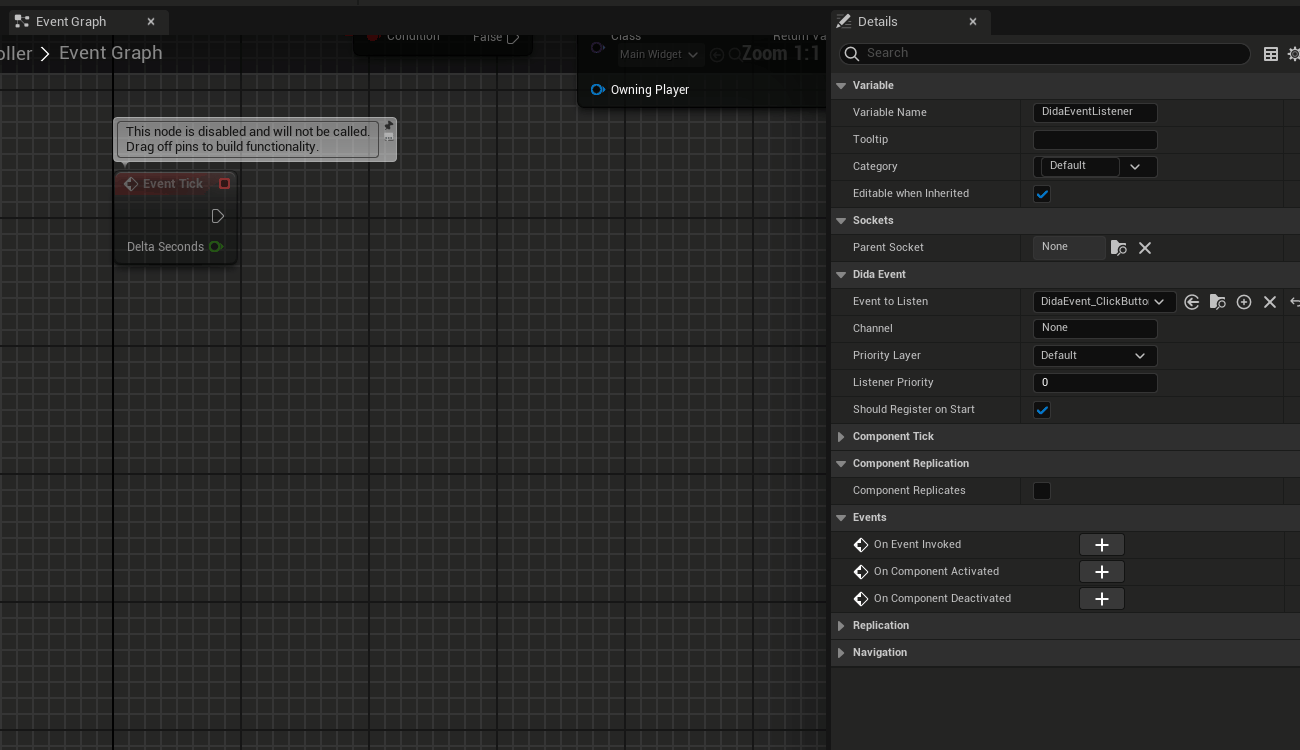 Event Graph
oller > Event Graph
Condition
False
Class
Return Va
Main Widget
Zoom 1:1
Owning Player
This node is disabled and will not be called.
Drag off pins to build functionality.
Event Tick
Delta Seconds
Details
Search
Variable
Variable Name
DidaEventListener
Tooltip
Category
Default
Editable when Inherited
Sockets
Parent Socket
None
Dida Event
Event to Listen
DidaEvent_ClickButto
Channel
None
Priority Layer
Default
Listener Priority
0
Should Register on Start
Component Tick
Component Replication
Component Replicates
Events
On Event Invoked
On Component Activated
On Component Deactivated
Replication
Navigation